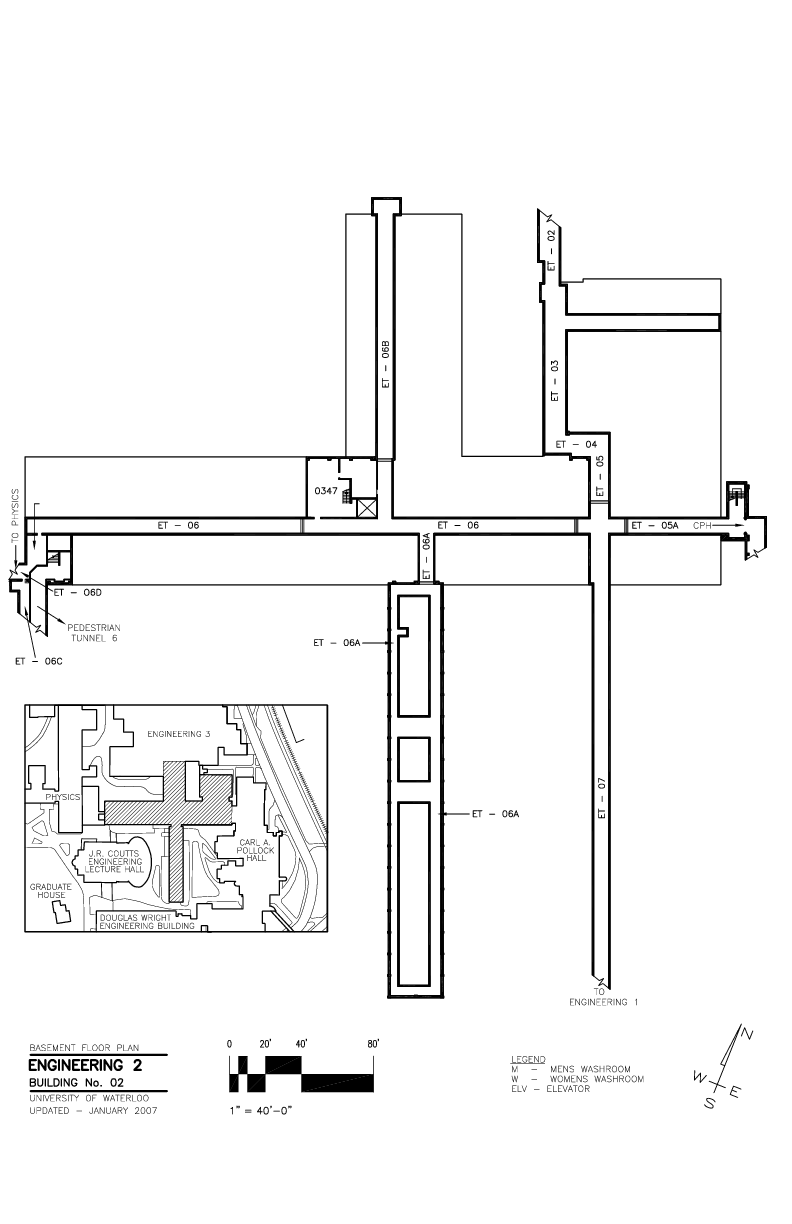 ET - 02
ET - 06B
ET - 03
ET - 04
ET - 05
0347
TO PHYSICS
ET - 06
ET - 06
ET - 05A
CPH
ET - 06A
ET - 06D
PEDESTRIAN
TUNNEL 6
ET - 06C
ET - 06A
ET - 07
ET - 06A
ENGINEERING 3
PHYSICS
J.R. COUTTS
ENGINEERING
LECTURE HALL
CARL A.
POLLOCK
HALL
GRADUATE
HOUSE
DOUGLAS WRIGHT
ENGINEERING BUILDING
TO
ENGINEERING 1
BASEMENT FLOOR PLAN
ENGINEERING 2
BUILDING No. 02
UNIVERSITY OF WATERLOO
UPDATED - JANUARY 2007
0 20' 40' 80'
1" = 40'-0"
LEGEND
M - MENS WASHROOM
W - WOMENS WASHROOM
ELV - ELEVATOR
N
W
E
S